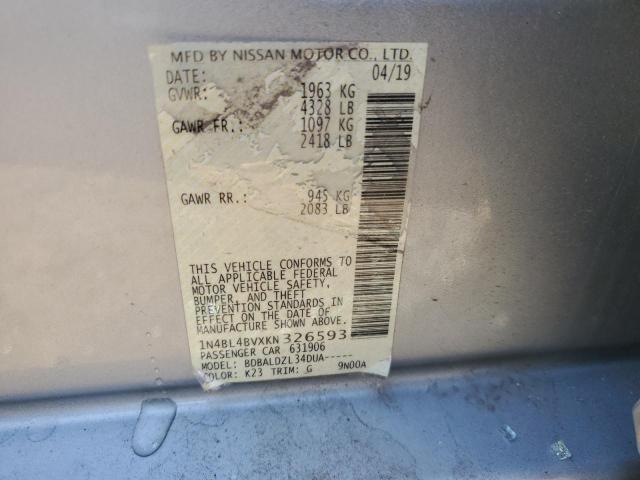 MFD BY NISSAN MOTOR CO., LTD.
DATE: 04/19
GVWR: 1963 KG
4328 LB
GAWR FR.: 1097 KG
2418 LB
GAWR RR.: 945 KG
2083 LB
THIS VEHICLE CONFORMS TO
ALL APPLICABLE FEDERAL
MOTOR VEHICLE SAFETY,
BUMPER, AND THEFT
PREVENTION STANDARDS IN
EFFECT ON THE DATE OF
MANUFACTURE SHOWN ABOVE.
1N4BL4BVXKN326593
PASSENGER CAR 631906
MODEL: BDBALDZL34DUA-----
COLOR: K23 TRIM: G 9N00A